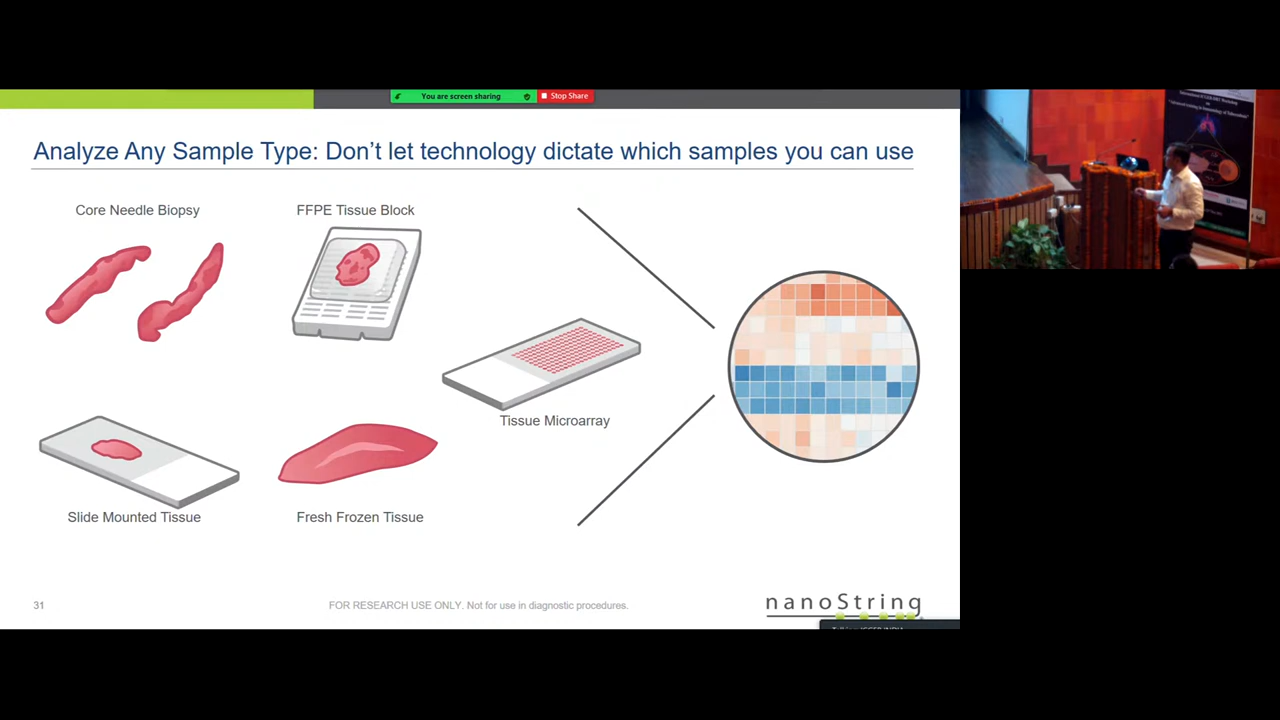 You are screen sharing
Stop Share
Analyze Any Sample Type: Don't let technology dictate which samples you can use
Core Needle Biopsy
FFPE Tissue Block
Tissue Microarray
Slide Mounted Tissue
Fresh Frozen Tissue
31
FOR RESEARCH USE ONLY. Not for use in diagnostic procedures.
nanoString